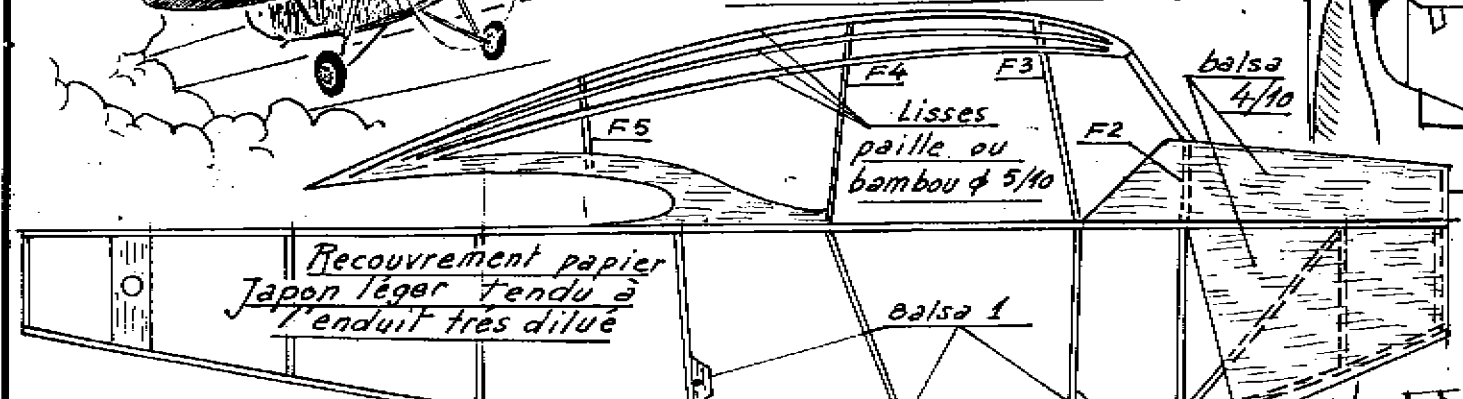 balsa
4/10
F4
F3
Lisses
paille ou
bambou ϕ 5/10
F5
F2
Recouvrement papier
Japon léger tendu à
l'enduit trés dilué
Balsa 1